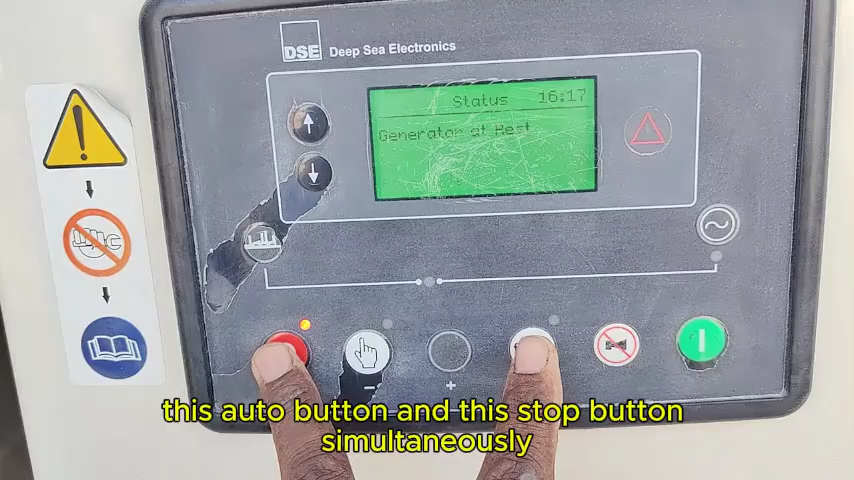 DSE Deep Sea Electronics
Status 16:17
Generator at Rest
this auto button and this stop button
simultaneously